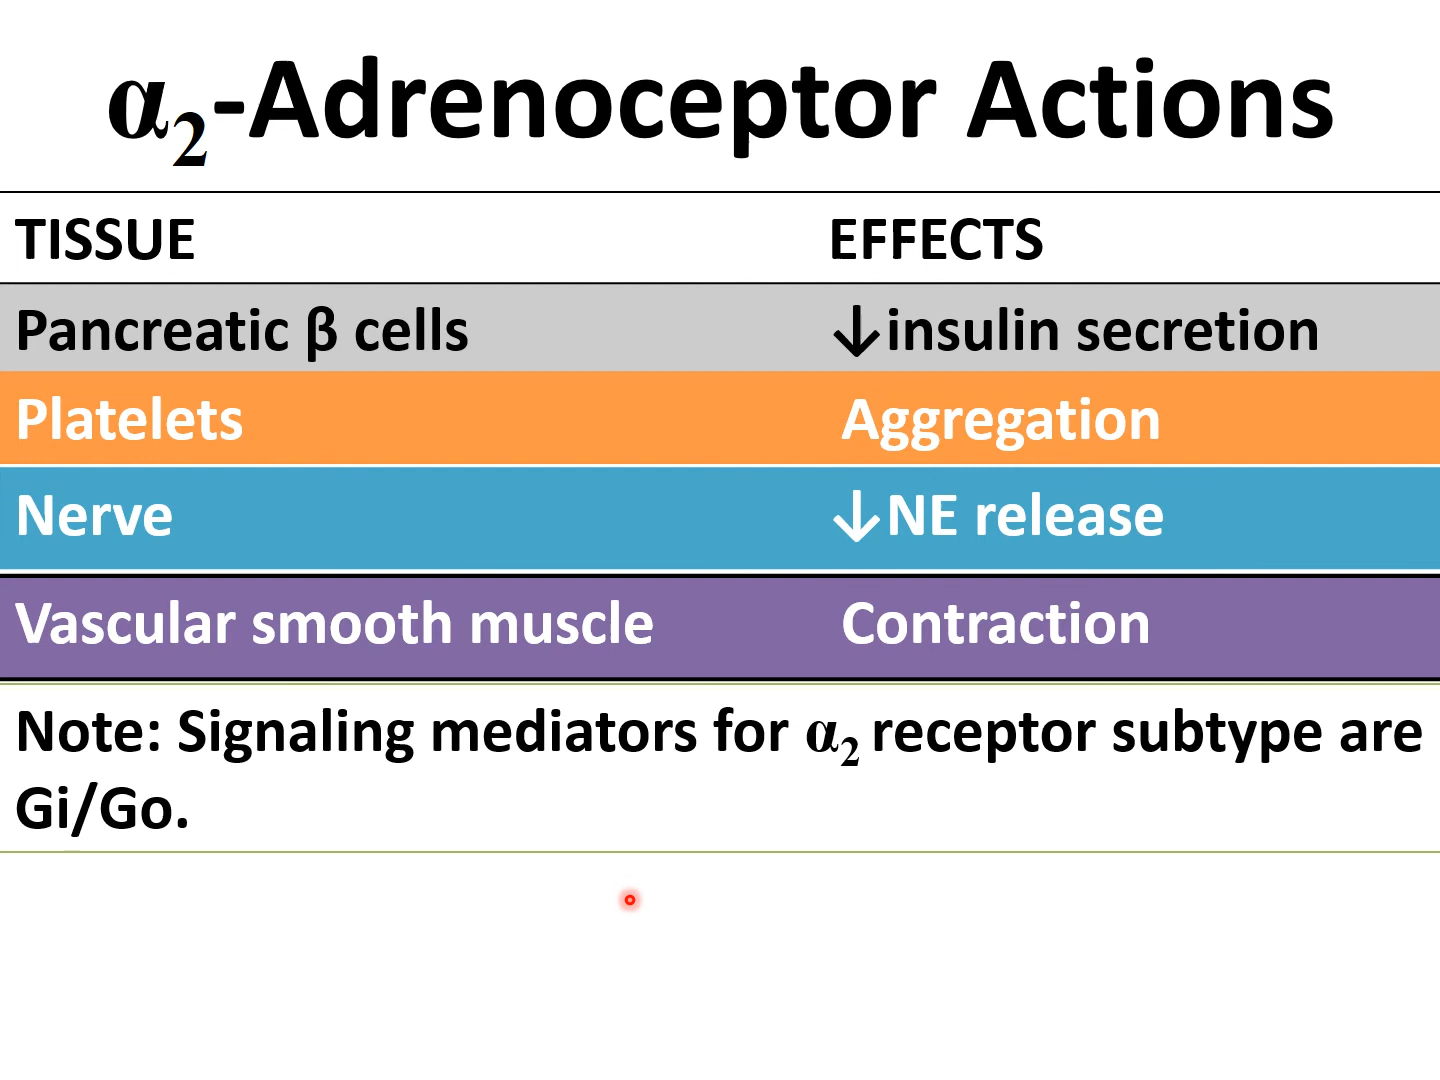 α2-Adrenoceptor Actions
TISSUE EFFECTS
Pancreatic β cells ↓insulin secretion
Platelets Aggregation
Nerve ↓NE release
Vascular smooth muscle Contraction
Note: Signaling mediators for α2 receptor subtype are
Gi/Go.